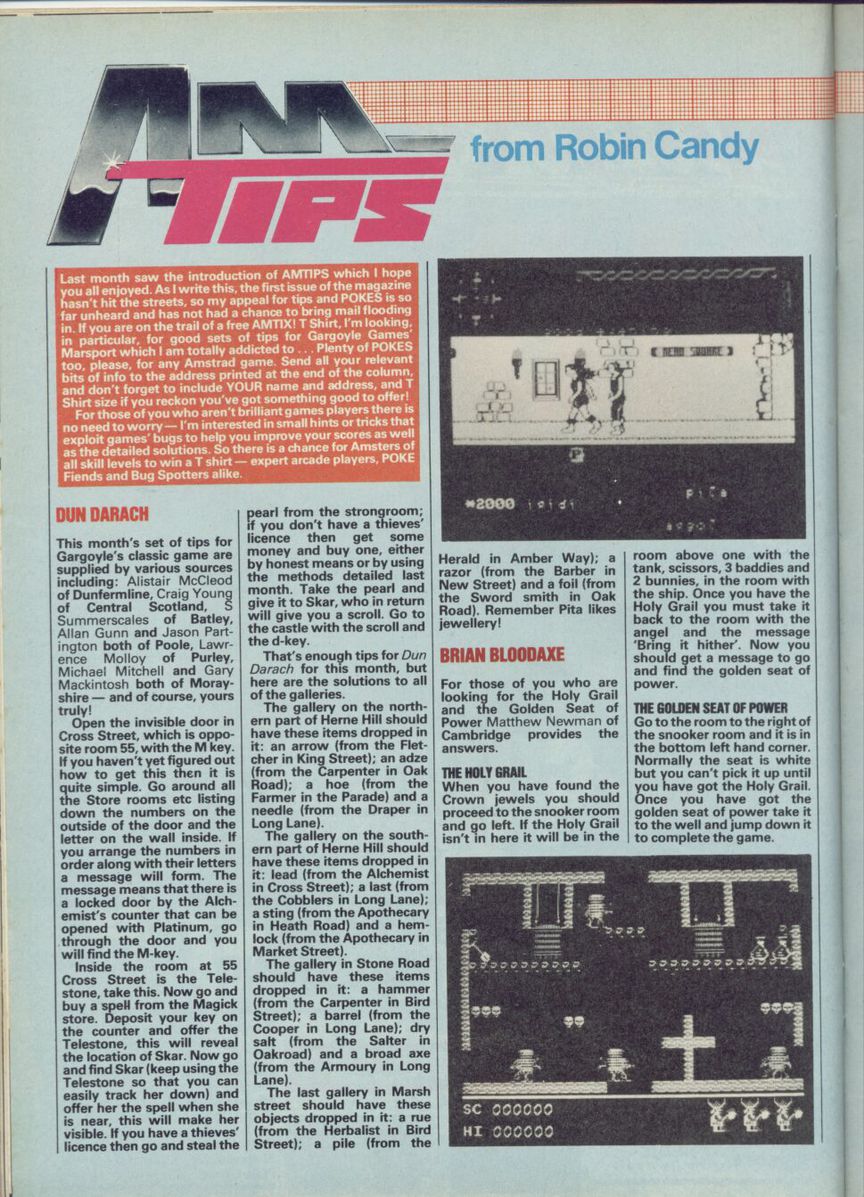 AM
TIPS
from Robin Candy
Last month saw the introduction of AMTIPS which I hope
you all enjoyed. As I write this, the first issue of the magazine
hasn't hit the streets, so my appeal for tips and POKES is so
far unheard and has not had a chance to bring mail flooding
in. If you are on the trail of a free AMTIX! T Shirt, I'm looking,
in particular, for good sets of tips for Gargoyle Games'
Marsport which I am totally addicted to . . . Plenty of POKES
too, please, for any Amstrad game. Send all your relevant
bits of info to the address printed at the end of the column,
and don't forget to include YOUR name and address, and T
Shirt size if you reckon you've got something good to offer!
For those of you who aren't brilliant games players there is
no need to worry — I'm interested in small hints or tricks that
exploit games' bugs to help you improve your scores as well
as the detailed solutions. So there is a chance for Amsters of
all skill levels to win a T shirt — expert arcade players, POKE
Fiends and Bug Spotters alike.
DUN DARACH
This month's set of tips for
Gargoyle's classic game are
supplied by various sources
including: Alistair McCleod
of Dunfermline, Craig Young
of Central Scotland, S
Summerscales of Batley,
Allan Gunn and Jason Part-
ington both of Poole, Lawr-
ence Molloy of Purley,
Michael Mitchell and Gary
Mackintosh both of Moray-
shire — and of course, yours
truly!
Open the invisible door in
Cross Street, which is oppo-
site room 55, with the M key.
If you haven't yet figured out
how to get this then it is
quite simple. Go around all
the Store rooms etc listing
down the numbers on the
outside of the door and the
letter on the wall inside. If
you arrange the numbers in
order along with their letters
a message will form. The
message means that there is
a locked door by the Alch-
emist's counter that can be
opened with Platinum, go
through the door and you
will find the M-key.
Inside the room at 55
Cross Street is the Tele-
stone, take this. Now go and
buy a spell from the Magick
store. Deposit your key on
the counter and offer the
Telestone, this will reveal
the location of Skar. Now go
and find Skar (keep using the
Telestone so that you can
easily track her down) and
offer her the spell when she
is near, this will make her
visible. If you have a thieves'
licence then go and steal the
pearl from the strongroom;
if you don't have a thieves'
licence then get some
money and buy one, either
by honest means or by using
the methods detailed last
month. Take the pearl and
give it to Skar, who in return
will give you a scroll. Go to
the castle with the scroll and
the d-key.
That's enough tips for Dun
Darach for this month, but
here are the solutions to all
of the galleries.
The gallery on the north-
ern part of Herne Hill should
have these items dropped in
it: an arrow (from the Flet-
cher in King Street); an adze
(from the Carpenter in Oak
Road); a hoe (from the
Farmer in the Parade) and a
needle (from the Draper in
Long Lane).
The gallery on the south-
ern part of Herne Hill should
have these items dropped in
it: lead (from the Alchemist
in Cross Street); a last (from
the Cobblers in Long Lane);
a sting (from the Apothecary
in Heath Road) and a hem-
lock (from the Apothecary in
Market Street).
The gallery in Stone Road
should have these items
dropped in it: a hammer
(from the Carpenter in Bird
Street); a barrel (from the
Cooper in Long Lane); dry
salt (from the Salter in
Oakroad) and a broad axe
(from the Armoury in Long
Lane).
The last gallery in Marsh
street should have these
objects dropped in it: a rue
(from the Herbalist in Bird
Street); a pile (from the
P
*2000
Herald in Amber Way); a
razor (from the Barber in
New Street) and a foil (from
the Sword smith in Oak
Road). Remember Pita likes
jewellery!
BRIAN BLOODAXE
For those of you who are
looking for the Holy Grail
and the Golden Seat of
Power Matthew Newman of
Cambridge provides the
answers.
THE HOLY GRAIL
When you have found the
Crown jewels you should
proceed to the snooker room
and go left. If the Holy Grail
isn't in here it will be in the
room above one with the
tank, scissors, 3 baddies and
2 bunnies, in the room with
the ship. Once you have the
Holy Grail you must take it
back to the room with the
angel and the message
'Bring it hither'. Now you
should get a message to go
and find the golden seat of
power.
THE GOLDEN SEAT OF POWER
Go to the room to the right of
the snooker room and it is in
the bottom left hand corner.
Normally the seat is white
but you can't pick it up until
you have got the Holy Grail.
Once you have got the
golden seat of power take it
to the well and jump down it
to complete the game.
SC 000000
HI 000000